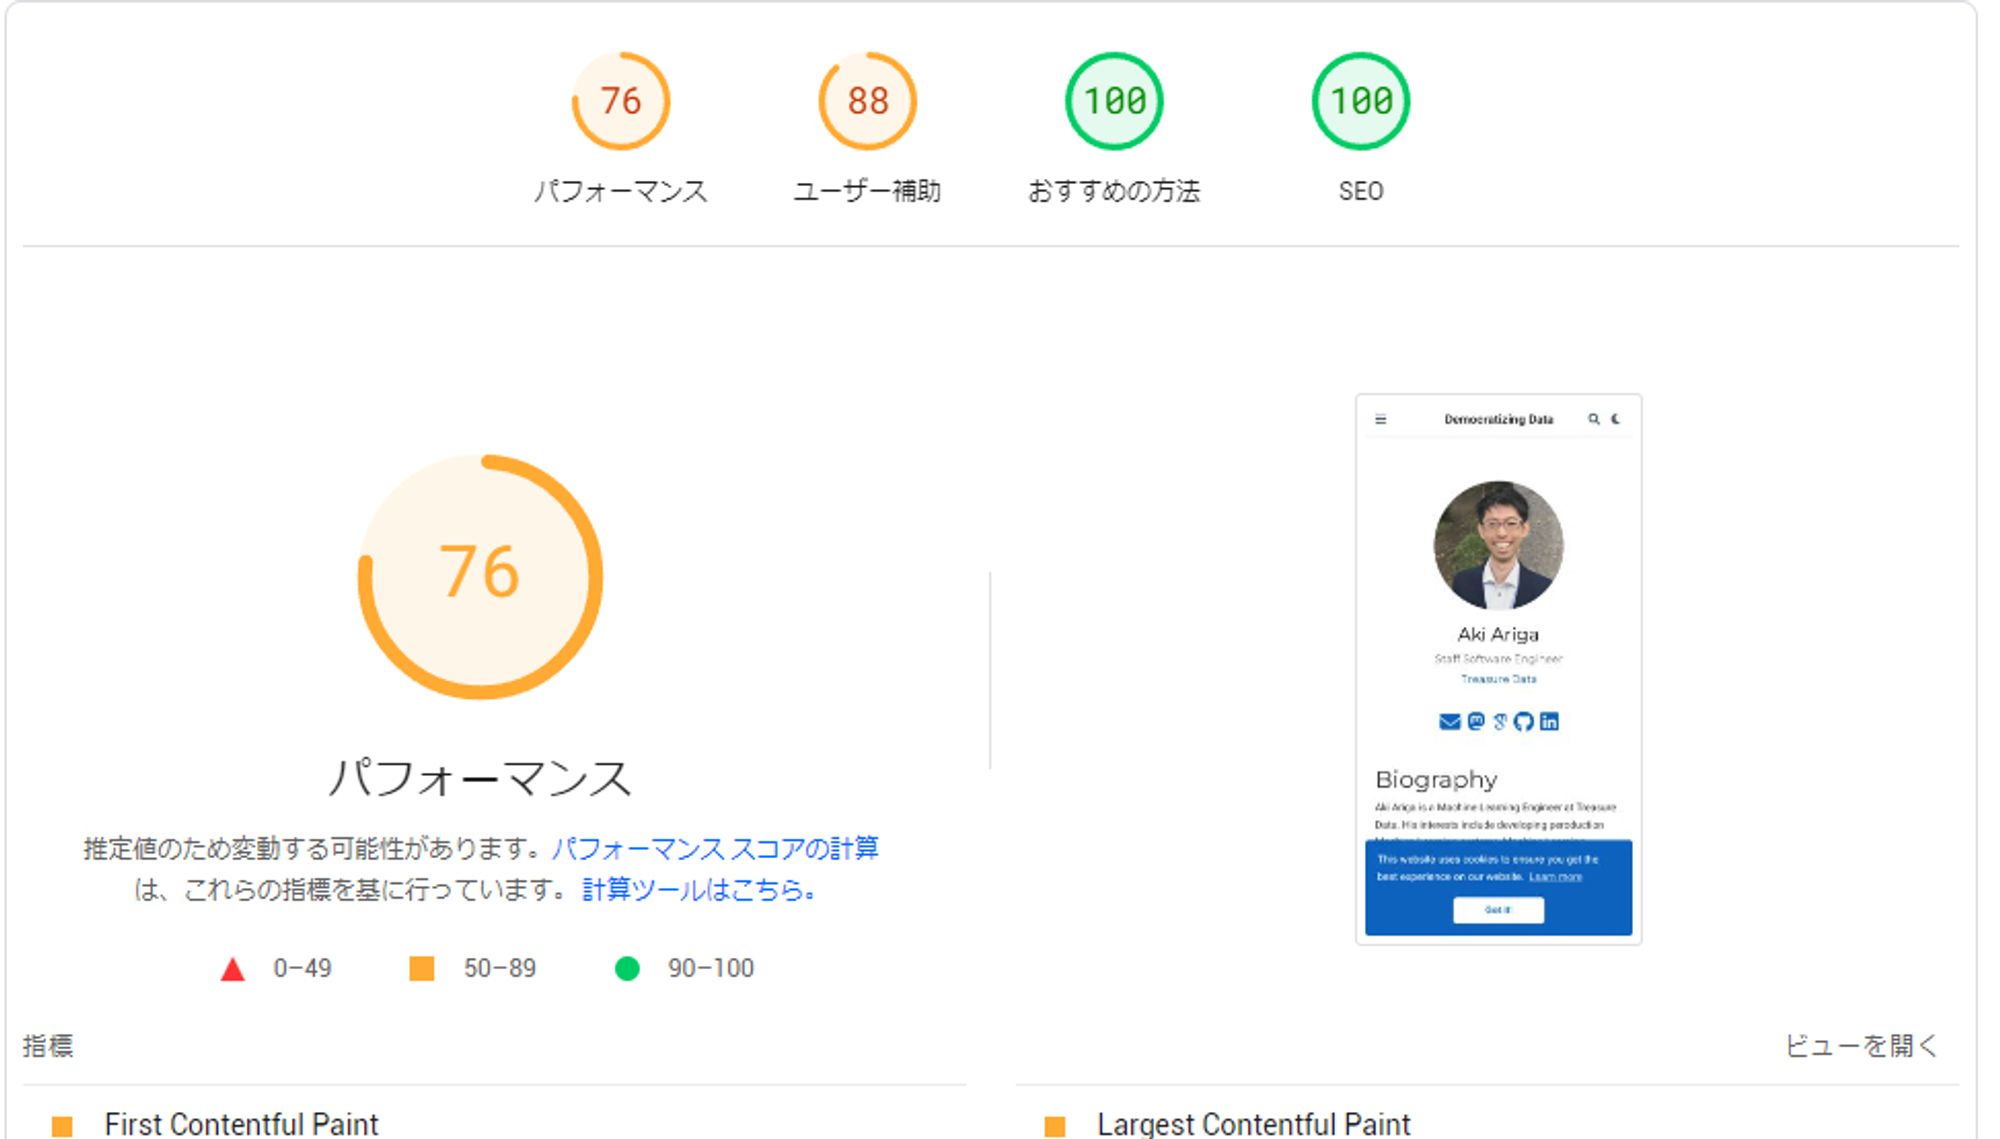 76
88
100
100
パフォーマンス
ユーザー補助
おすすめの方法
SEO
76
パフォーマンス
推定値のため変動する可能性があります。パフォーマンス スコアの計算
は、これらの指標を基に行っています。計算ツールはこちら。
0–49
50–89
90–100
Democratizing Data
Aki Ariga
Staff Software Engineer
Treasure Data
Biography
Aki Ariga is a Machine Learning Engineer at Treasure
Data. His interests include developing production
This website uses cookies to ensure you get the
best experience on our website. Learn more
Got it!
指標
ビューを開く
First Contentful Paint
Largest Contentful Paint